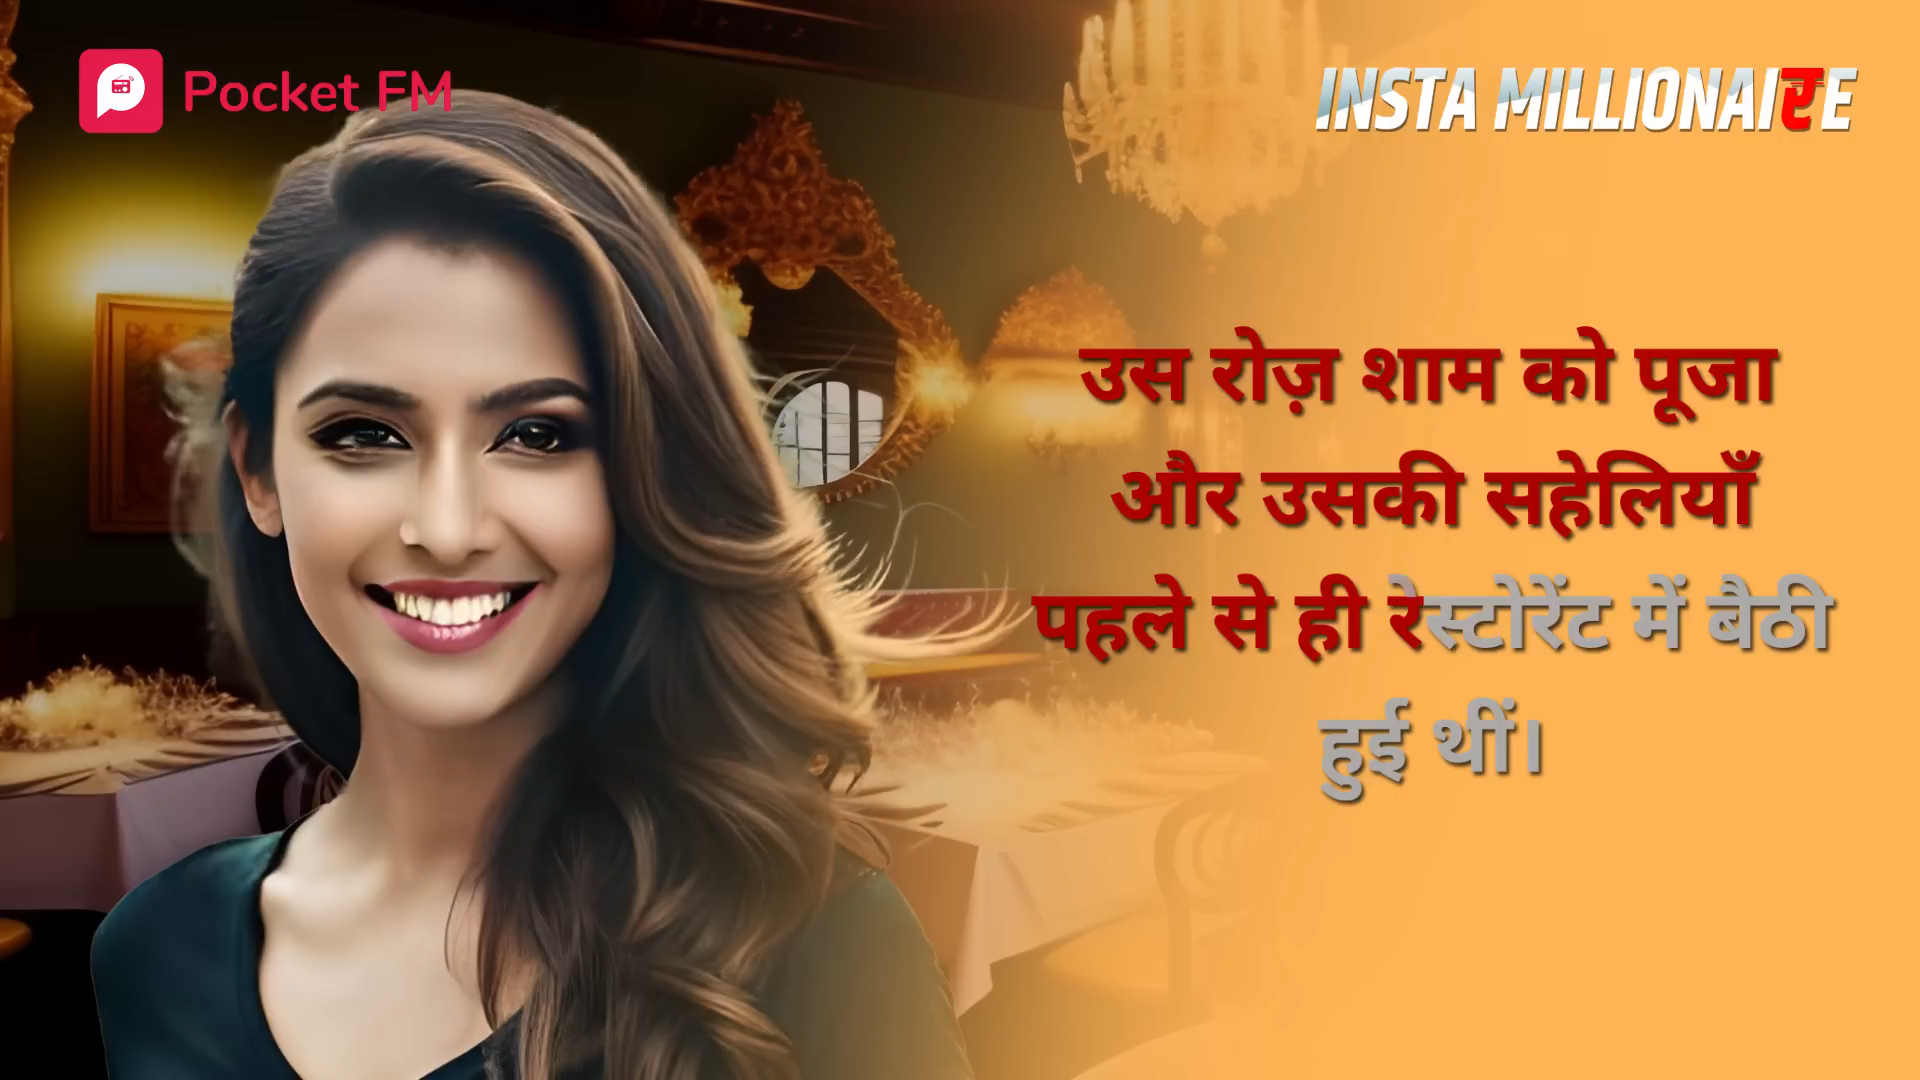 Pocket FM
INSTA MILLIONAIRE
उस रोज़ शाम को पूजा
और उसकी सहेलियाँ
पहले से ही रेस्टोरेंट में बैठी
हुई थीं।